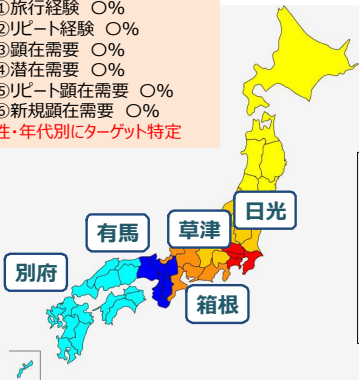 ①旅行経験 〇%
②リピート経験 〇%
③顕在需要 〇%
④潜在需要 〇%
⑤リピート顕在需要 〇%
⑥新規顕在需要 〇%
性・年代別にターゲット特定
日光
草津
有馬
別府
箱根